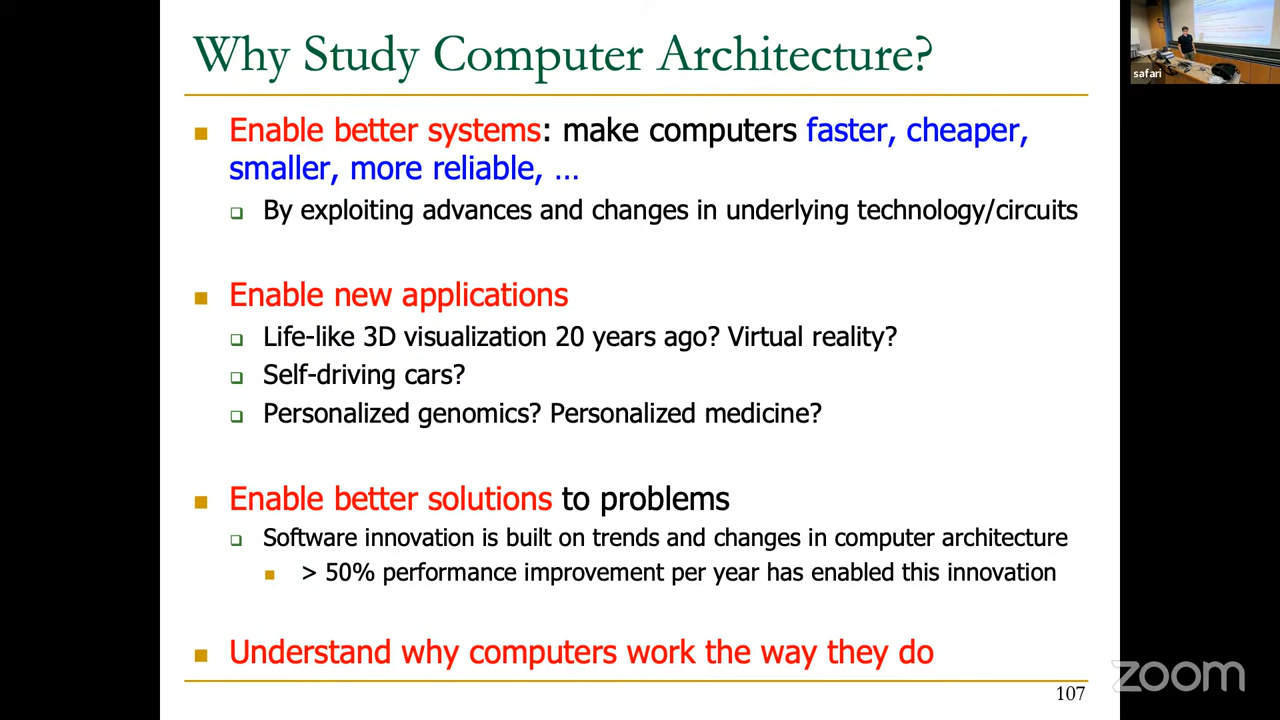 Why Study Computer Architecture?
safari
Enable better systems: make computers faster, cheaper,
smaller, more reliable, …
By exploiting advances and changes in underlying technology/circuits
Enable new applications
Life-like 3D visualization 20 years ago? Virtual reality?
Self-driving cars?
Personalized genomics? Personalized medicine?
Enable better solutions to problems
Software innovation is built on trends and changes in computer architecture
> 50% performance improvement per year has enabled this innovation
Understand why computers work the way they do
107
zoom